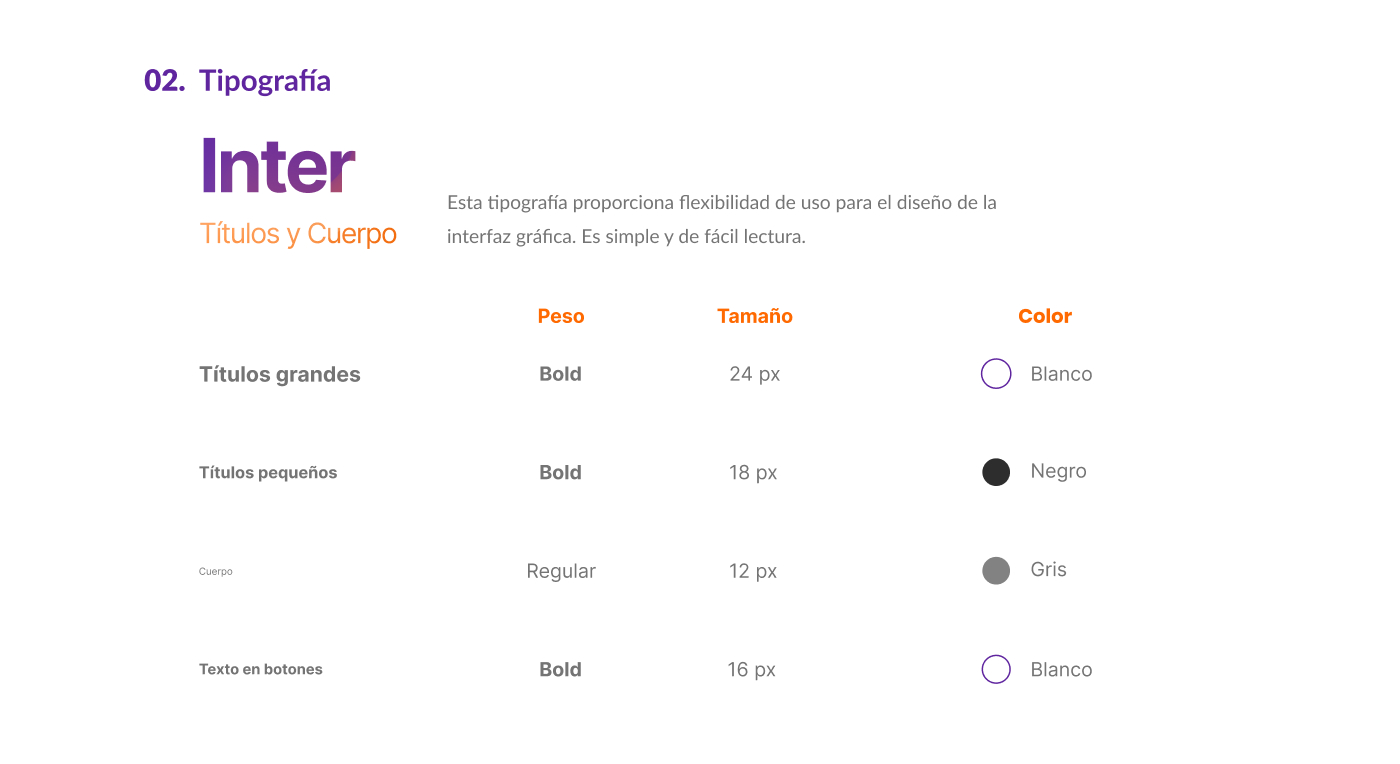 02. Tipografía
Inter
Títulos y Cuerpo
Esta tipografía proporciona flexibilidad de uso para el diseño de la
interfaz gráfica. Es simple y de fácil lectura.
Peso Tamaño Color
Títulos grandes Bold 24 px Blanco
Títulos pequeños Bold 18 px Negro
Cuerpo Regular 12 px Gris
Texto en botones Bold 16 px Blanco